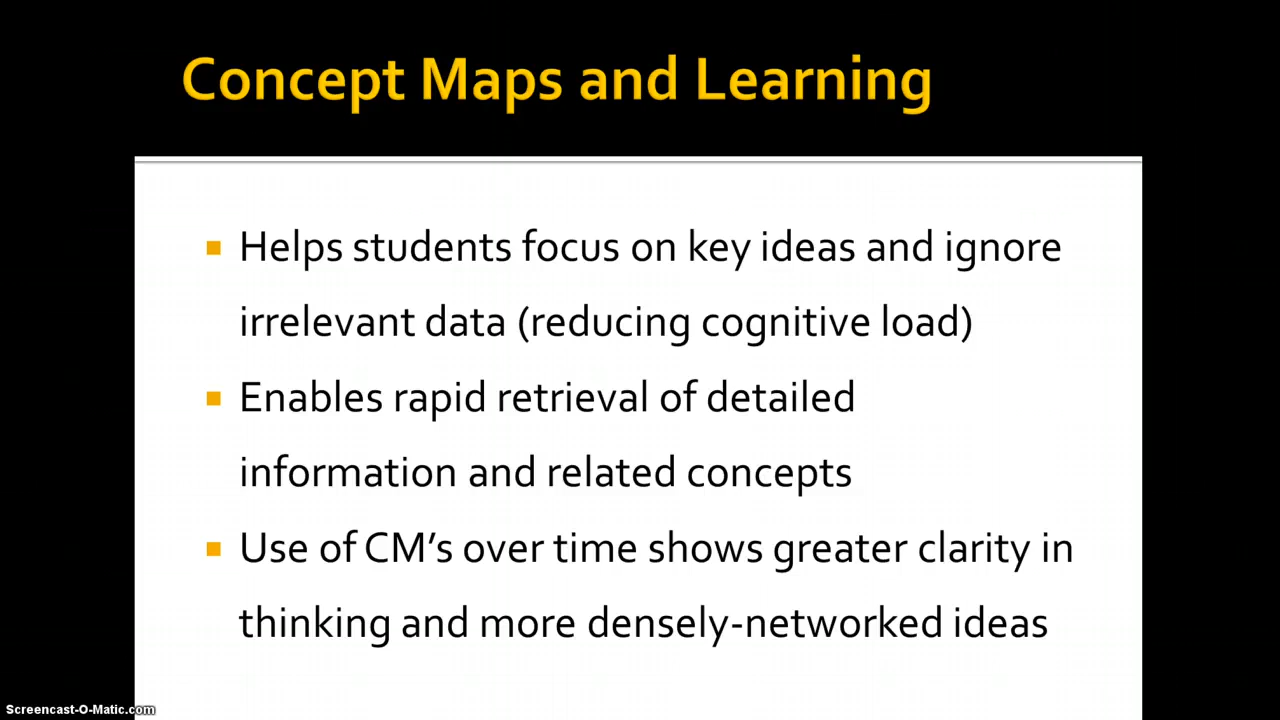 Concept Maps and Learning
Helps students focus on key ideas and ignore
irrelevant data (reducing cognitive load)
Enables rapid retrieval of detailed
information and related concepts
Use of CM’s over time shows greater clarity in
thinking and more densely-networked ideas
Screencast-O-Matic.com